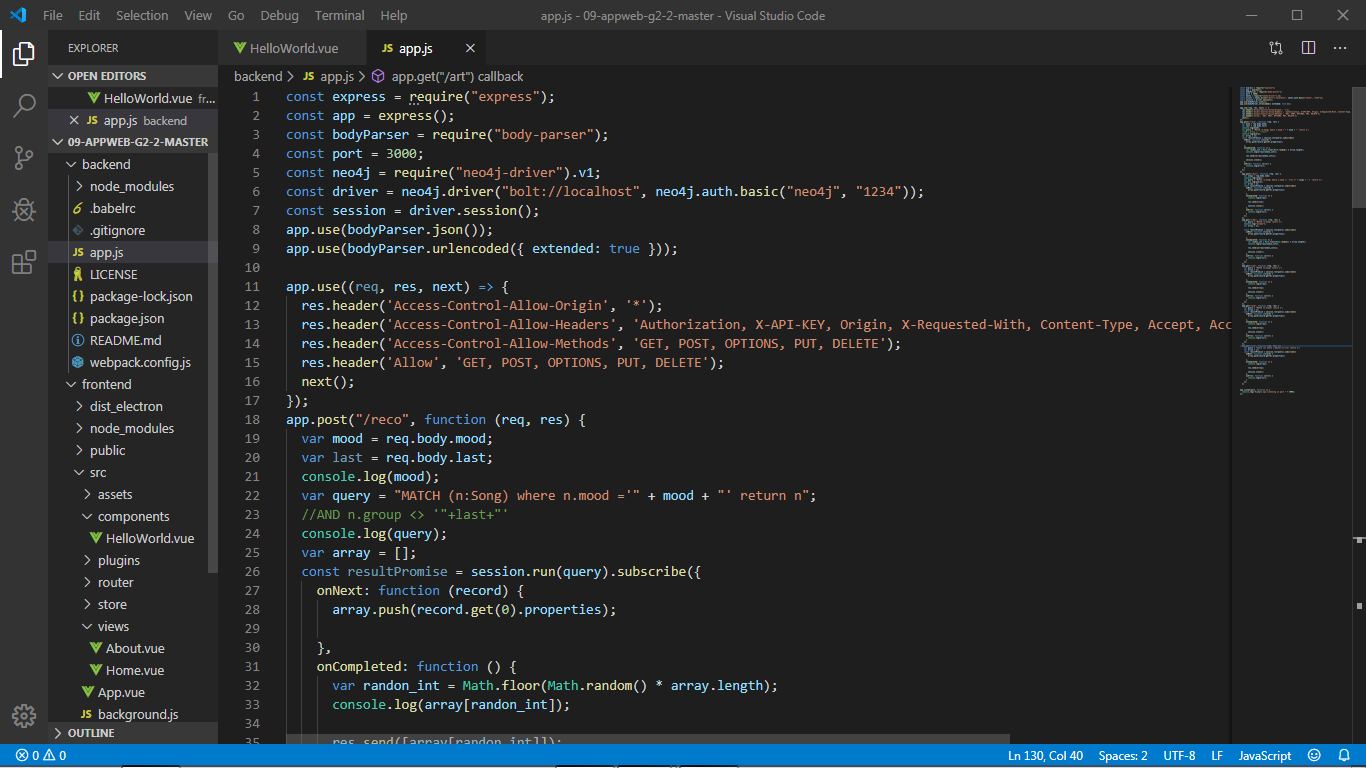 File Edit Selection View Go Debug Terminal Help app.js - 09-appweb-g2-2-master - Visual Studio Code
EXPLORER
OPEN EDITORS
HelloWorld.vue fr...
app.js backend
09-APPWEB-G2-2-MASTER
backend
node_modules
.babelrc
.gitignore
app.js
LICENSE
package-lock.json
package.json
README.md
webpack.config.js
frontend
dist_electron
node_modules
public
src
assets
components
HelloWorld.vue
plugins
router
store
views
About.vue
Home.vue
App.vue
background.js
OUTLINE
HelloWorld.vue JS app.js
backend > JS app.js > app.get("/art") callback
1 const express = require("express");
2 const app = express();
3 const bodyParser = require("body-parser");
4 const port = 3000;
5 const neo4j = require("neo4j-driver").v1;
6 const driver = neo4j.driver("bolt://localhost", neo4j.auth.basic("neo4j", "1234"));
7 const session = driver.session();
8 app.use(bodyParser.json());
9 app.use(bodyParser.urlencoded({ extended: true }));
10
11 app.use((req, res, next) => {
12 res.header('Access-Control-Allow-Origin', '*');
13 res.header('Access-Control-Allow-Headers', 'Authorization, X-API-KEY, Origin, X-Requested-With, Content-Type, Accept, Acc
14 res.header('Access-Control-Allow-Methods', 'GET, POST, OPTIONS, PUT, DELETE');
15 res.header('Allow', 'GET, POST, OPTIONS, PUT, DELETE');
16 next();
17 });
18 app.post("/reco", function (req, res) {
19 var mood = req.body.mood;
20 var last = req.body.last;
21 console.log(mood);
22 var query = "MATCH (n:Song) where n.mood ='" + mood + "' return n";
23 //AND n.group <> '"+last+"'
24 console.log(query);
25 var array = [];
26 const resultPromise = session.run(query).subscribe({
27 onNext: function (record) {
28 array.push(record.get(0).properties);
29
30 },
31 onCompleted: function () {
32 var randon_int = Math.floor(Math.random() * array.length);
33 console.log(array[randon_int]);
34
35 res.send([array[randon_int]]);
0 0 Ln 130, Col 40 Spaces: 2 UTF-8 LF JavaScript